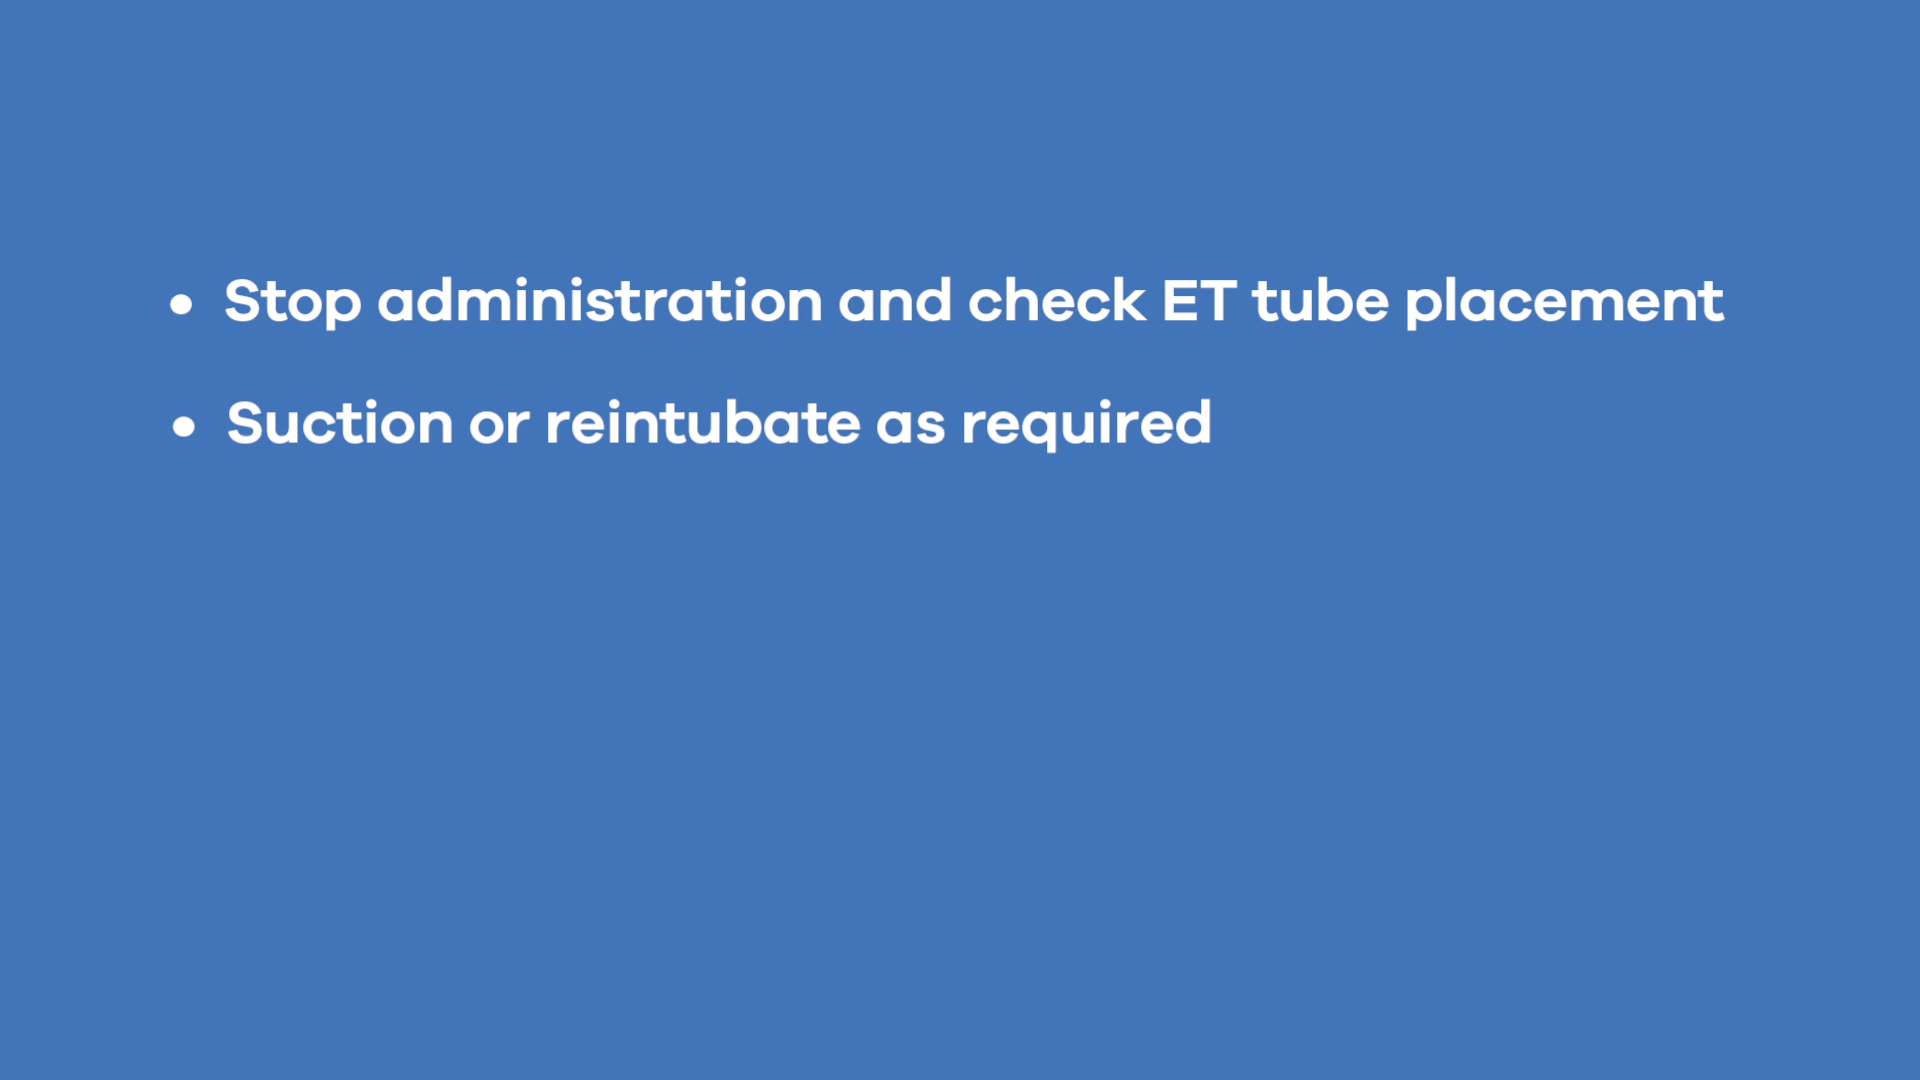 • Stop administration and check ET tube placement
• Suction or reintubate as required